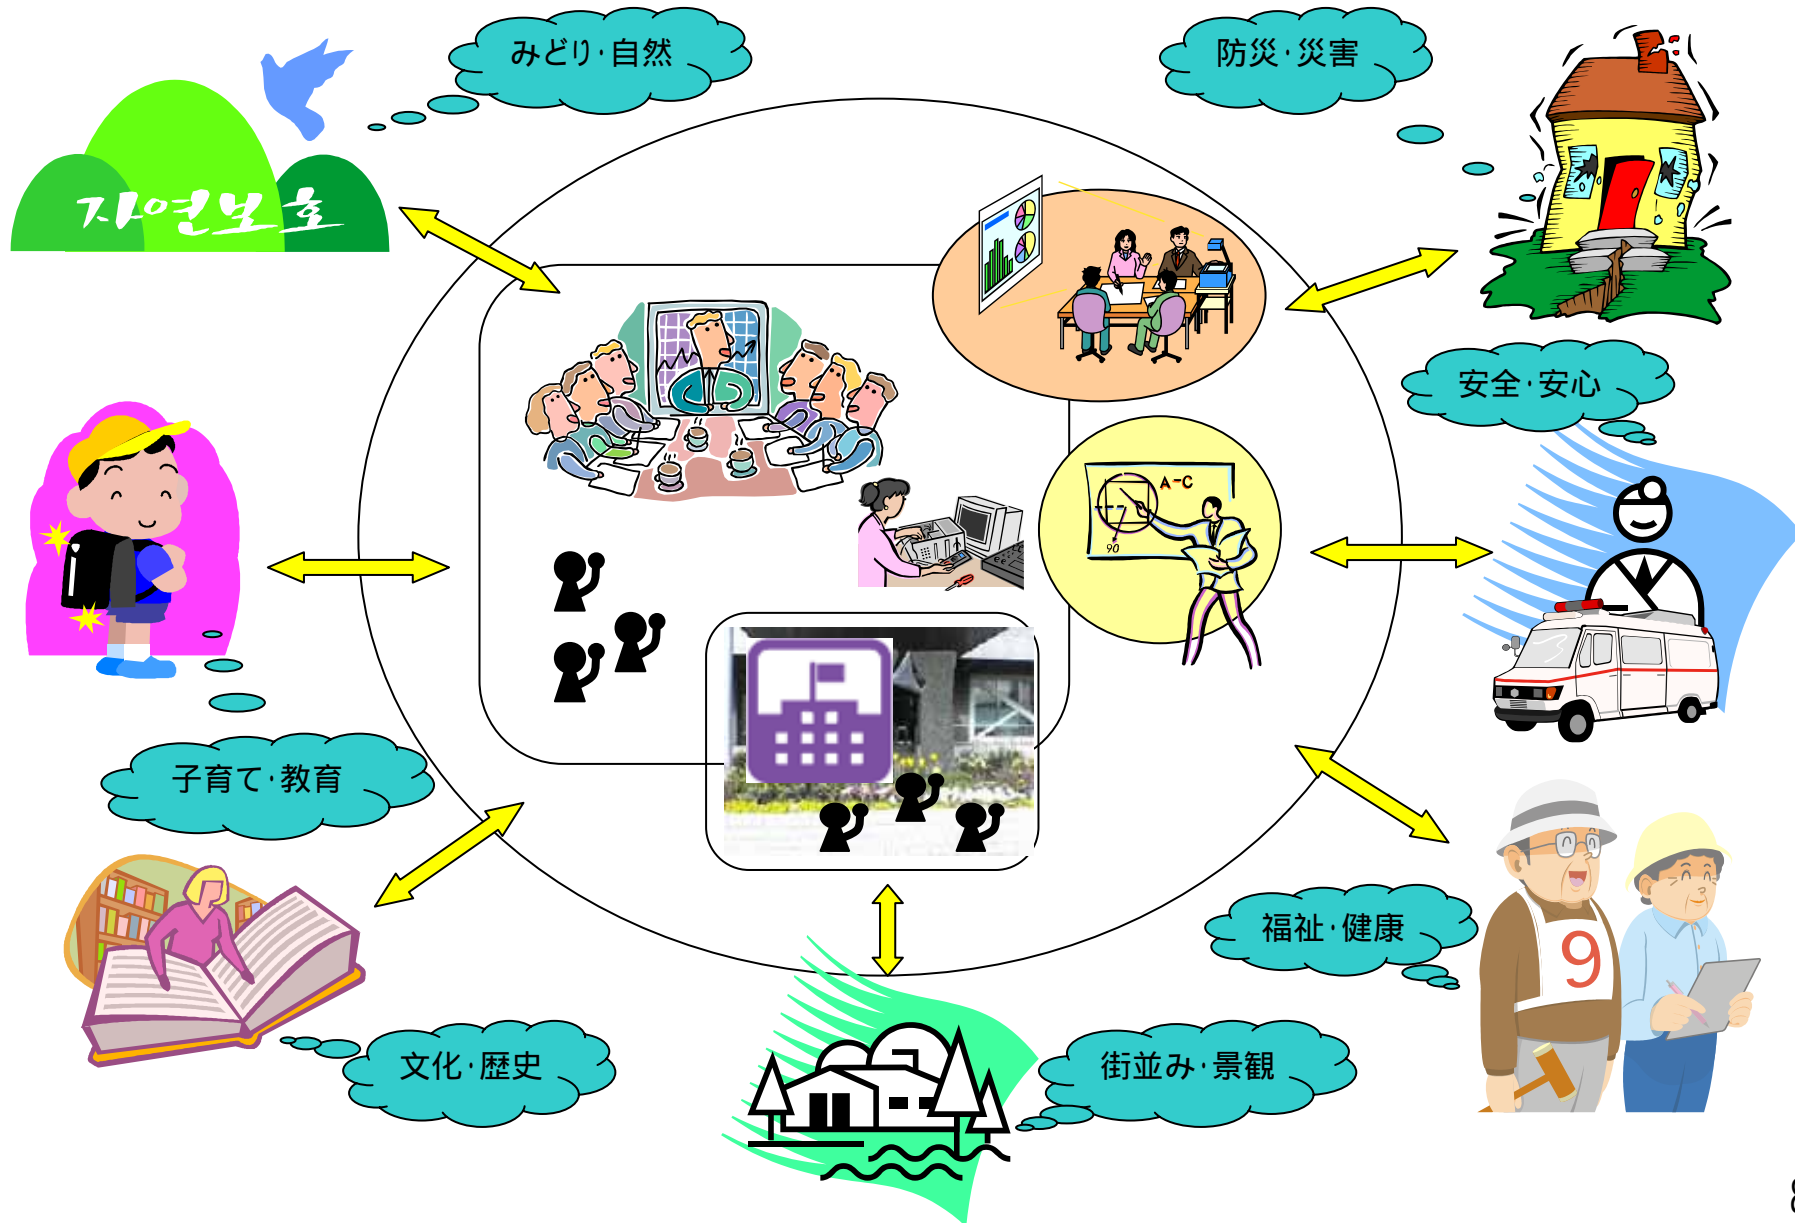 みどり・自然
防災・災害
자연보호
安全・安心
A-C
90
子育て・教育
福祉・健康
9
文化・歴史
街並み・景観